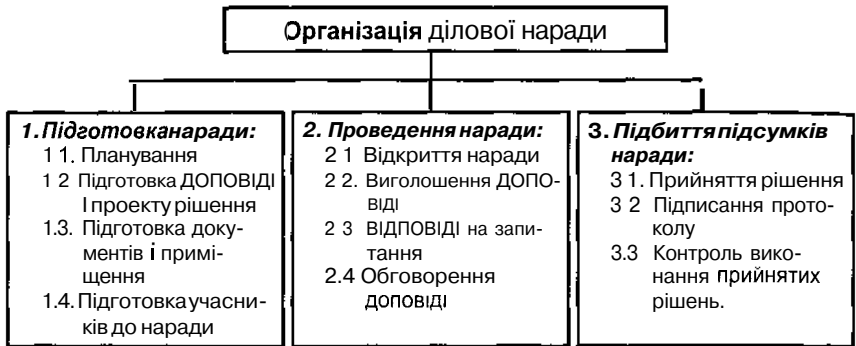 Організація ділової наради
1. Підготовка наради:
1 1. Планування
1 2 Підготовка ДОПОВІДІ
І проекту рішення
1.3. Підготовка доку-
ментів і примі-
щення
1.4. Підготовка учасни-
ків до наради
2. Проведення наради:
2 1 Відкриття наради
2 2. Виголошення ДОПО-
ВІДІ
2 3 ВІДПОВІДІ на запи-
тання
2.4 Обговорення
ДОПОВІДІ
3. Підбиття підсумків
наради:
3 1. Прийняття рішення
3 2 Підписання прото-
колу
3.3 Контроль вико-
нання прийнятих
рішень.